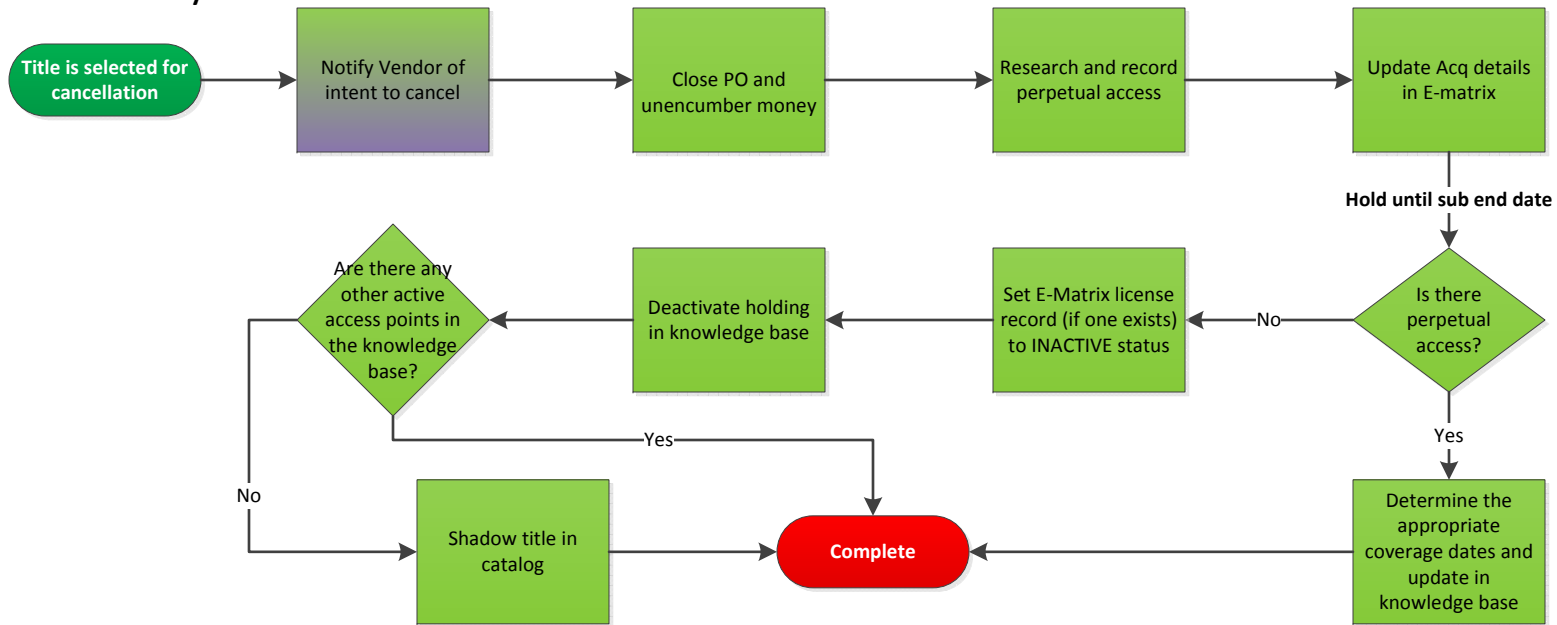 Title is selected for
cancellation
Notify Vendor of
intent to cancel
Close PO and
unencumber money
Research and record
perpetual access
Update Acq details
in E-matrix
Hold until sub end date
Is there
perpetual
access?
No
Set E-Matrix license
record (if one exists)
to INACTIVE status
Deactivate holding
in knowledge base
Are there any
other active
access points in
the knowledge
base?
Yes
No
Yes
Shadow title in
catalog
Complete
Determine the
appropriate
coverage dates and
update in
knowledge base